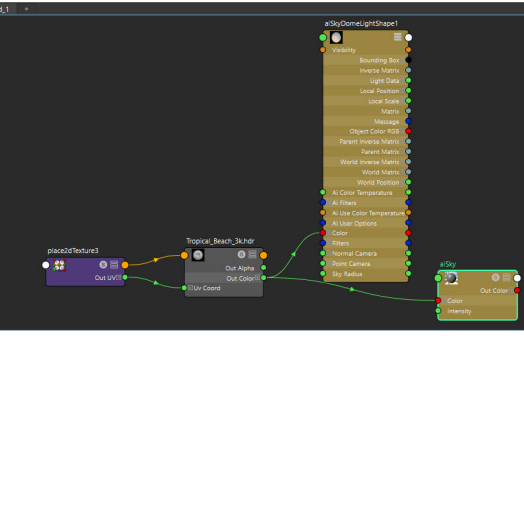 d_1 +
aiSkyDomeLightShape1
Visibility
Bounding Box
Inverse Matrix
Light Data
Local Position
Local Scale
Matrix
Message
Object Color RGB
Parent Inverse Matrix
Parent Matrix
World Inverse Matrix
World Matrix
World Position
Ai Color Temperature
Ai Filters
Ai Use Color Temperature
Ai User Options
Color
Filters
Normal Camera
Point Camera
Sky Radius
place2dTexture3
S
Out UV
Tropical_Beach_3k.hdr
S
Out Alpha
Out Color
Uv Coord
aiSky
S
Out Color
Color
Intensity